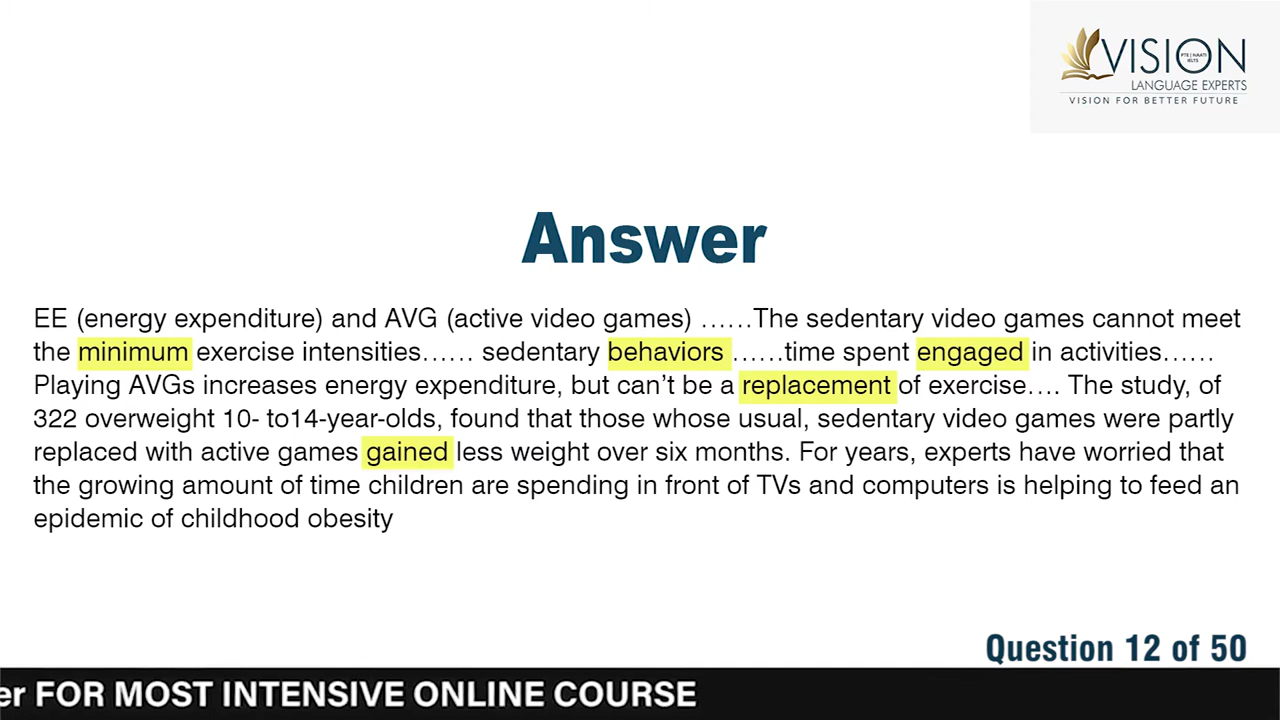 VISION
PTE | NAATI
IELTS
LANGUAGE EXPERTS
VISION FOR BETTER FUTURE
Answer
EE (energy expenditure) and AVG (active video games) ……The sedentary video games cannot meet
the minimum exercise intensities…… sedentary behaviors ……time spent engaged in activities……
Playing AVGs increases energy expenditure, but can’t be a replacement of exercise…. The study, of
322 overweight 10- to14-year-olds, found that those whose usual, sedentary video games were partly
replaced with active games gained less weight over six months. For years, experts have worried that
the growing amount of time children are spending in front of TVs and computers is helping to feed an
epidemic of childhood obesity
Question 12 of 50
er FOR MOST INTENSIVE ONLINE COURSE